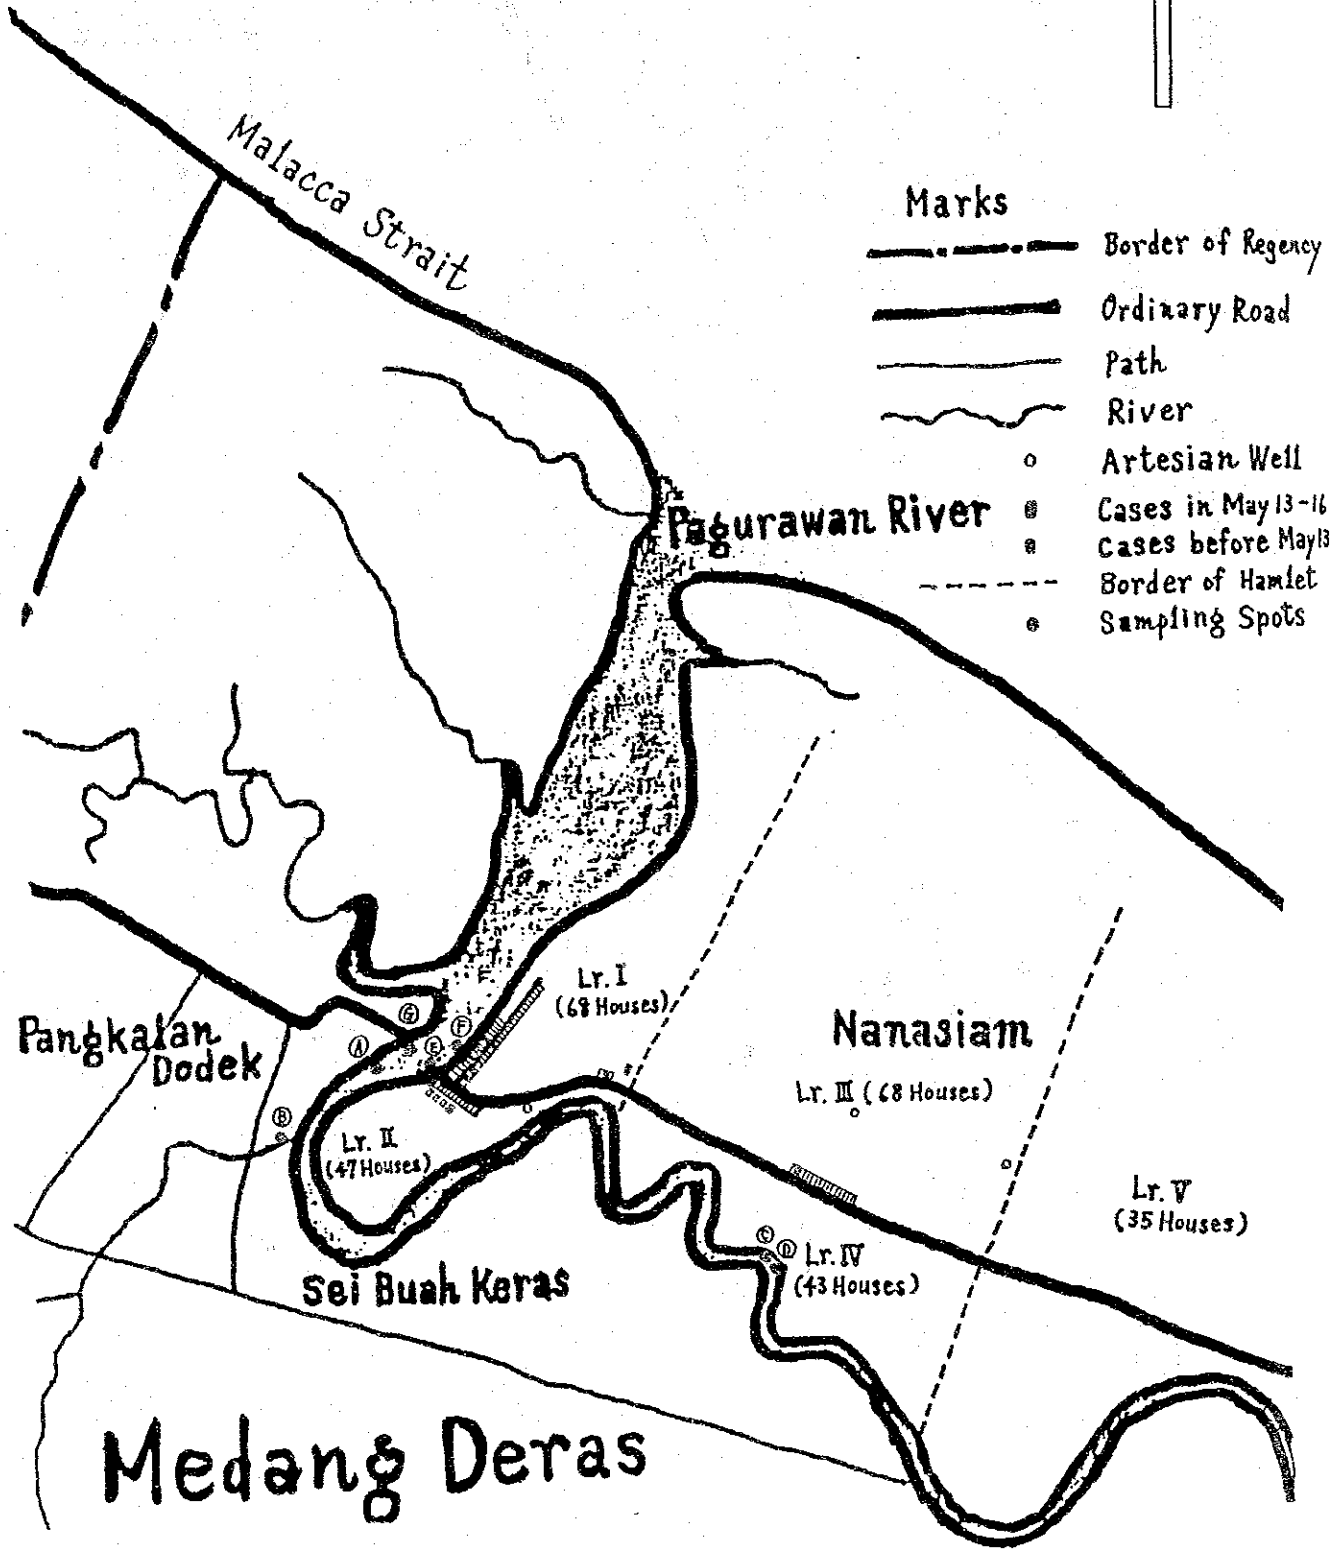 Malacca Strait
Marks
Border of Regency
Ordinary Road
Path
River
Artesian Well
Cases in May 13-16
Cases before May 13
Border of Hamlet
Sampling Spots
Pagurawan River
Lr. I
(68 Houses)
Pangkalan
Dodek
G
F
A
E
B
Nanasiam
Lr. III (68 Houses)
Lr. II
(47 Houses)
Lr. V
(35 Houses)
C
D
Lr. IV
(43 Houses)
Sei Buah Keras
Medang Deras